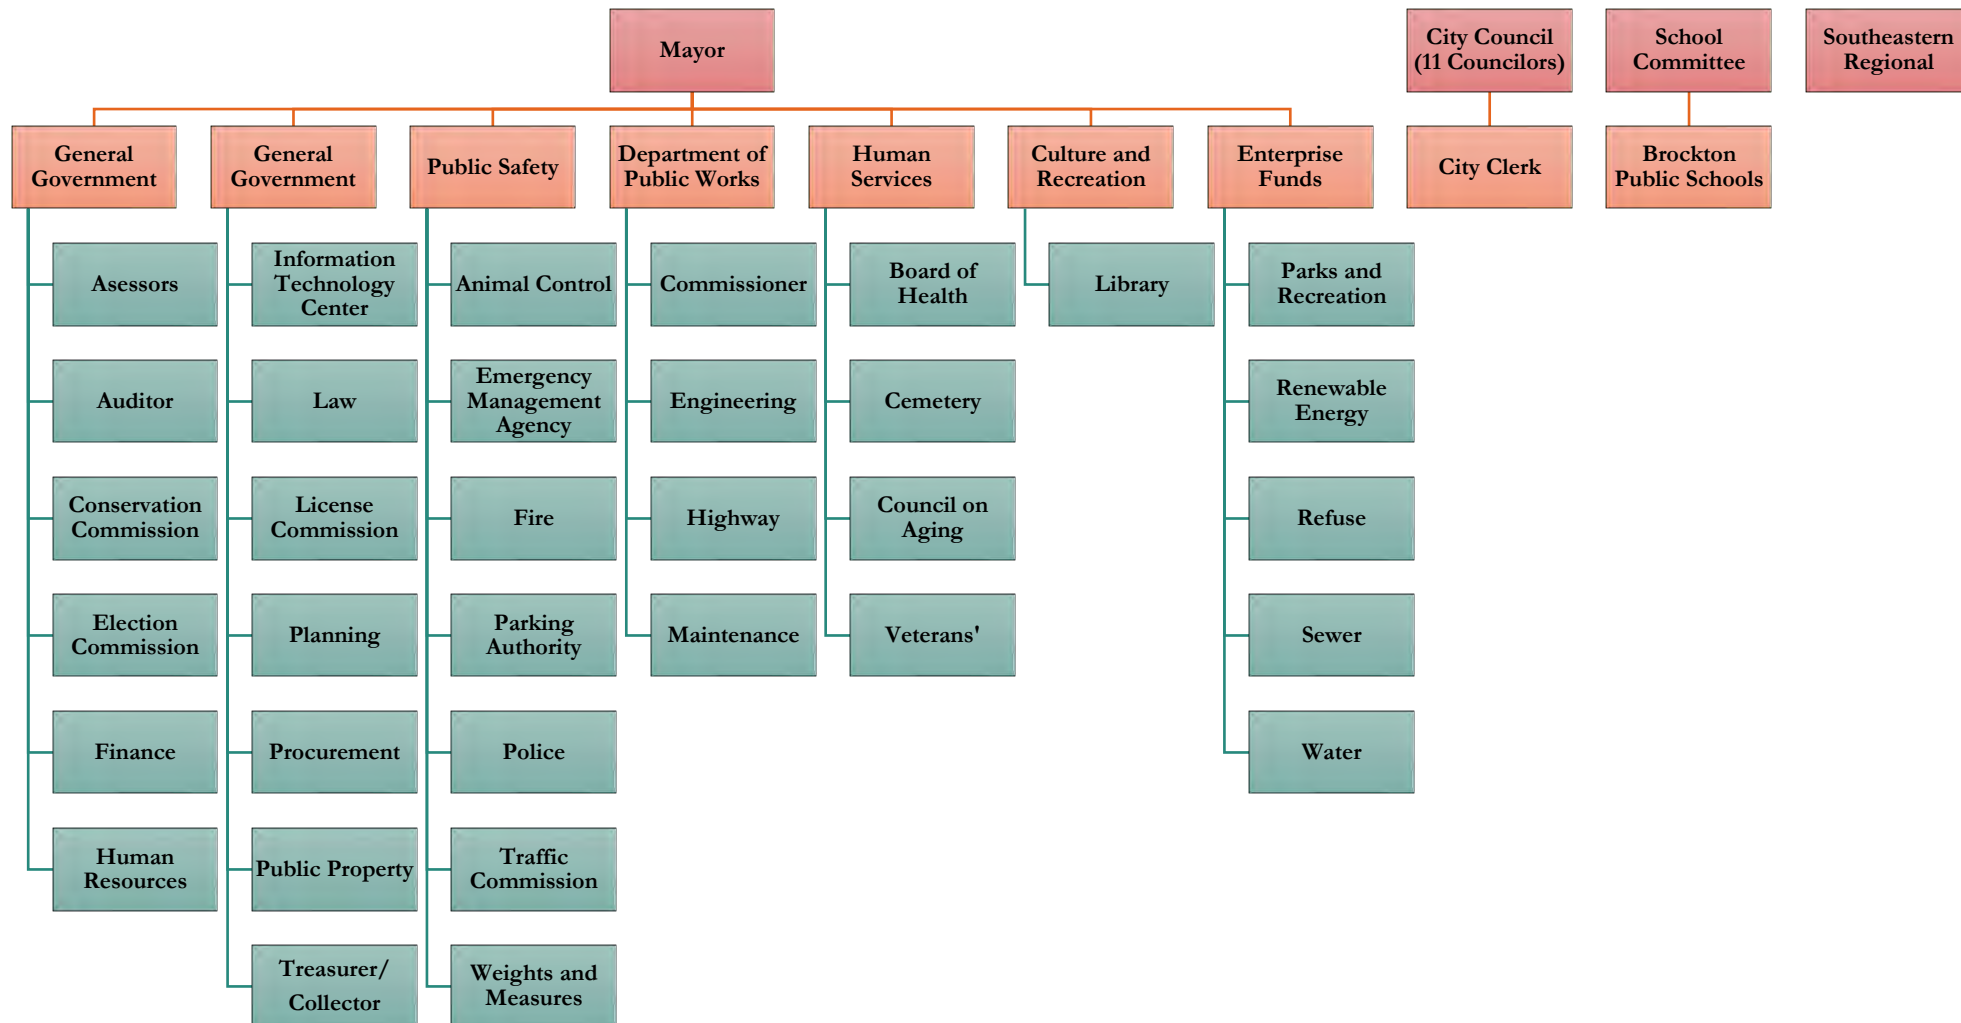 Mayor
City Council
(11 Councilors)
School
Committee
Southeastern
Regional
General
Government
General
Government
Public Safety
Department of
Public Works
Human
Services
Culture and
Recreation
Enterprise
Funds
City Clerk
Brockton
Public Schools
Asessors
Information
Technology
Center
Animal Control
Commissioner
Board of
Health
Library
Parks and
Recreation
Auditor
Law
Emergency
Management
Agency
Engineering
Cemetery
Renewable
Energy
Conservation
Commission
License
Commission
Fire
Highway
Council on
Aging
Refuse
Election
Commission
Planning
Parking
Authority
Maintenance
Veterans'
Sewer
Finance
Procurement
Police
Water
Human
Resources
Public Property
Traffic
Commission
Treasurer/
Collector
Weights and
Measures